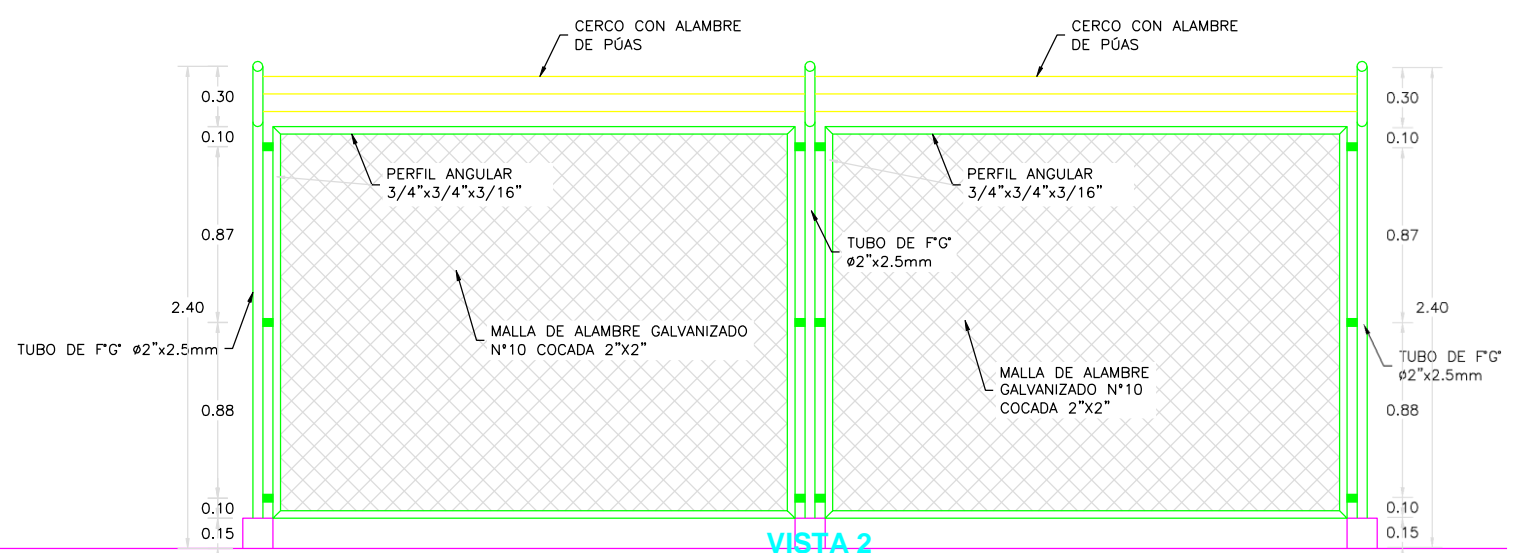 CERCO CON ALAMBRE
DE PÚAS
CERCO CON ALAMBRE
DE PÚAS
0.30
0.30
0.10
0.10
PERFIL ANGULAR
3/4"x3/4"x3/16"
PERFIL ANGULAR
3/4"x3/4"x3/16"
0.87
0.87
TUBO DE F°G°
ø2"x2.5mm
2.40
2.40
TUBO DE F°G° ø2"x2.5mm
MALLA DE ALAMBRE GALVANIZADO
N°10 COCADA 2"X2"
TUBO DE F°G°
ø2"x2.5mm
MALLA DE ALAMBRE
GALVANIZADO N°10
COCADA 2"X2"
0.88
0.88
0.10
0.10
0.15
0.15
VISTA 2